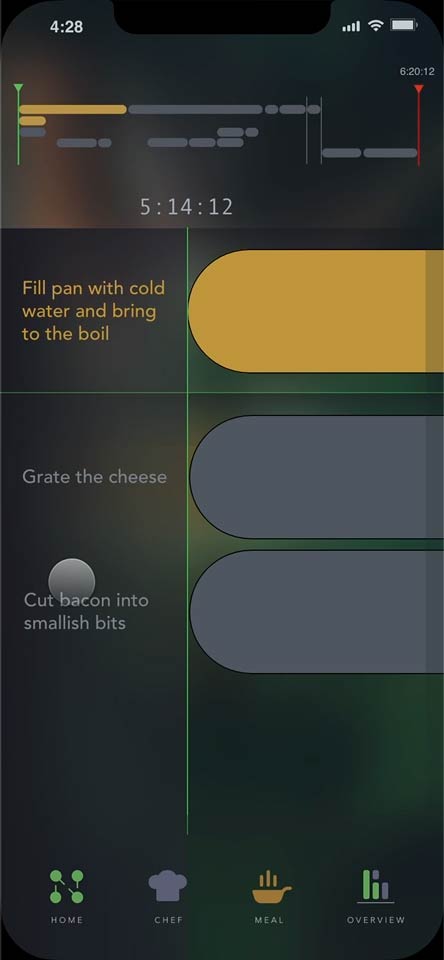 4:28
6:20:12
5:14:12
Fill pan with cold
water and bring
to the boil
Grate the cheese
Cut bacon into
smallish bits
HOME CHEF MEAL OVERVIEW